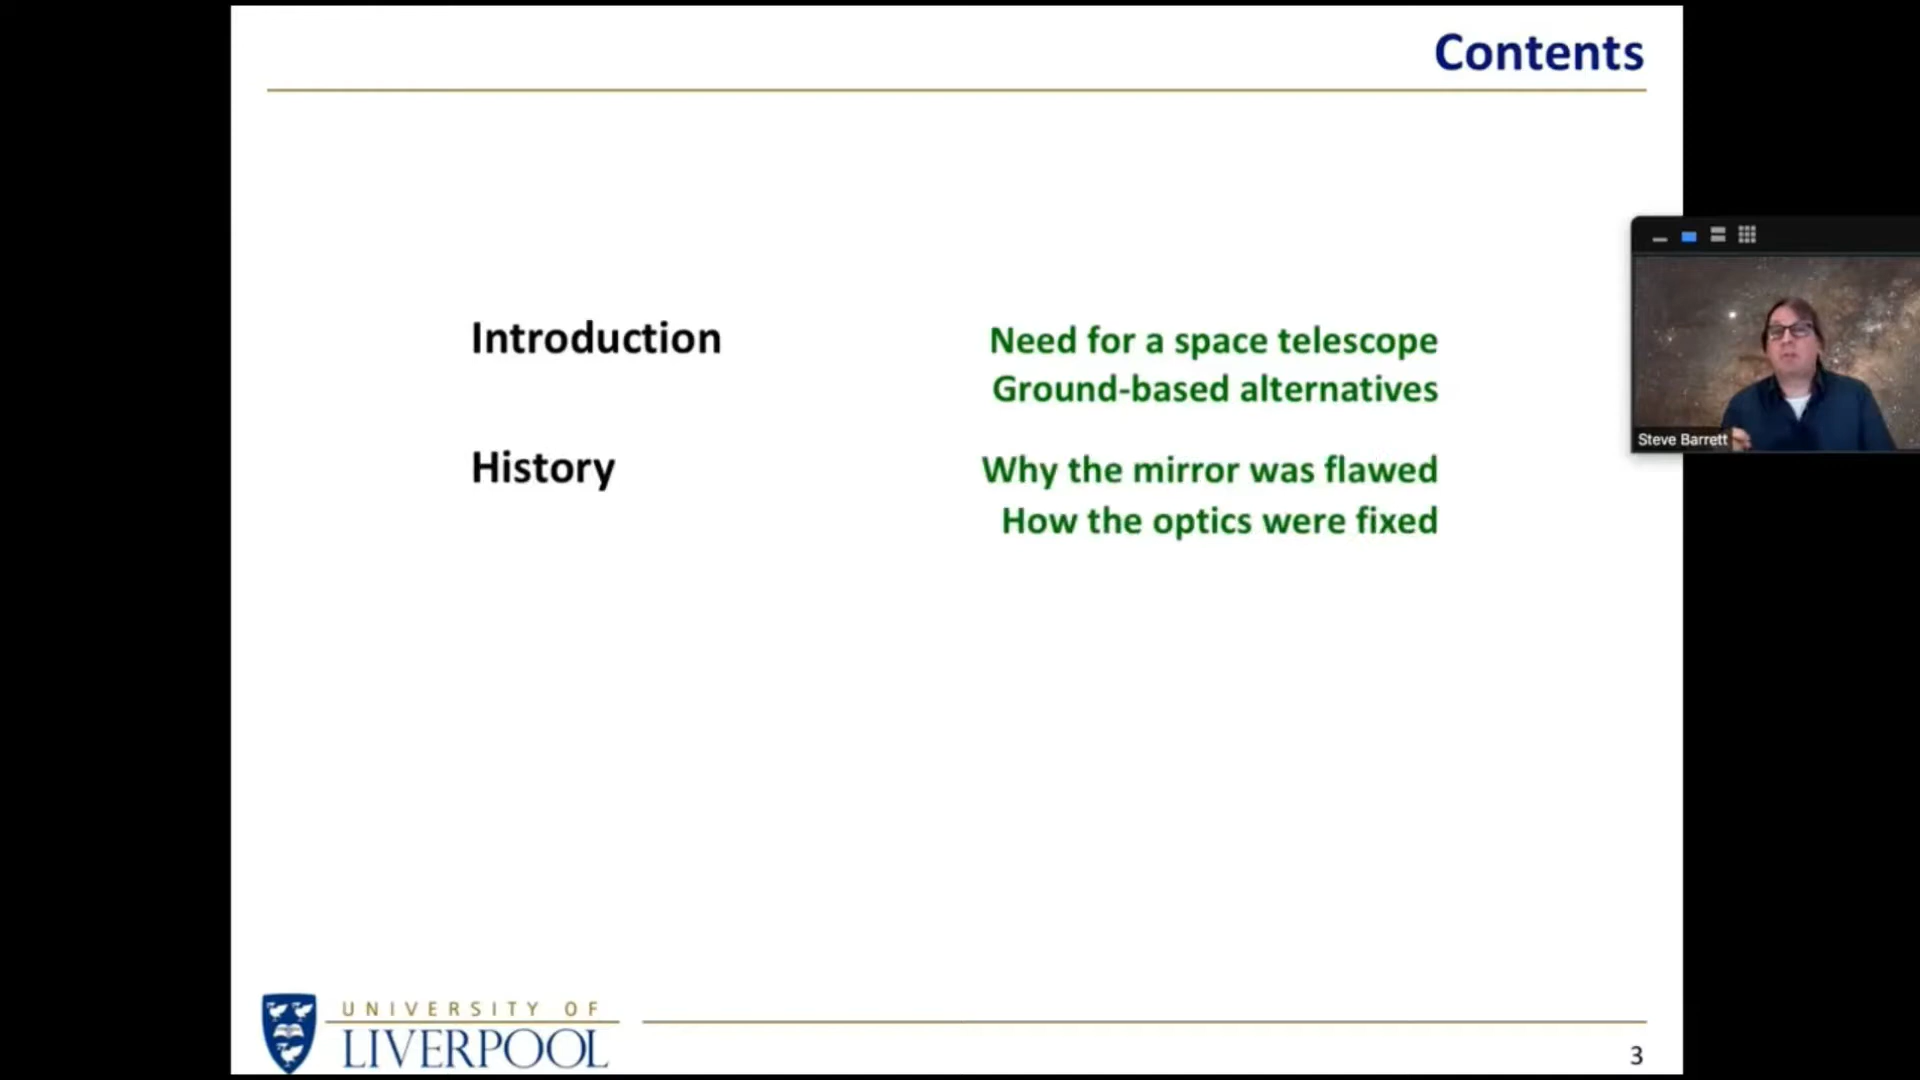 Contents
Introduction
Need for a space telescope
Ground-based alternatives
History
Why the mirror was flawed
How the optics were fixed
Steve Barrett
UNIVERSITY OF
LIVERPOOL
3